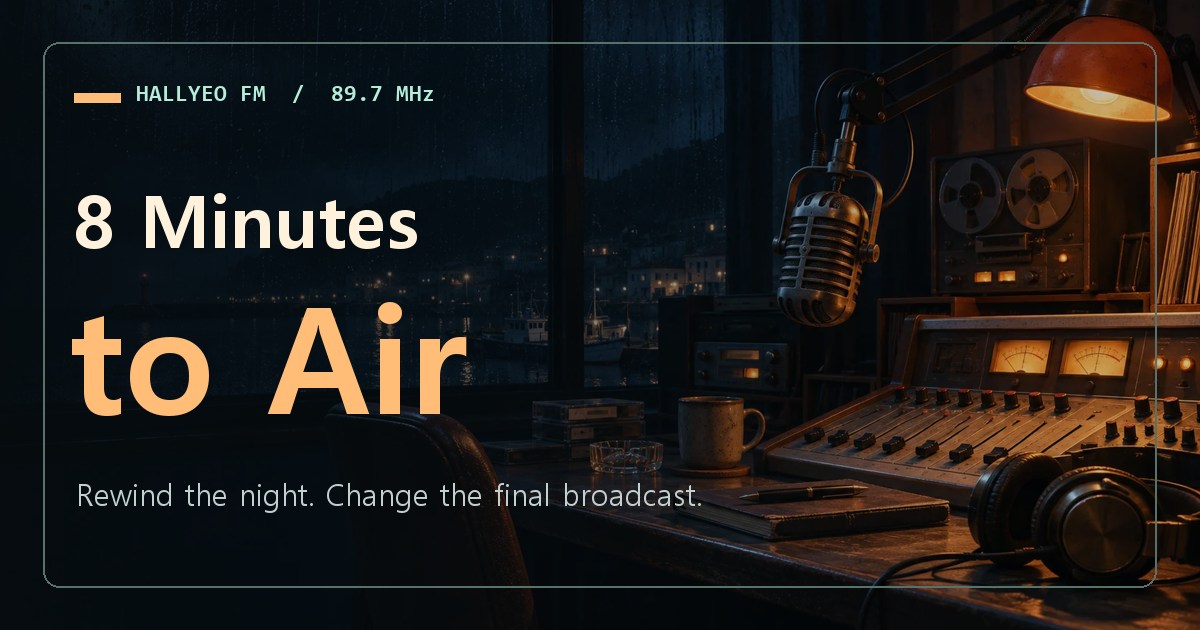 HALLYEO FM / 89.7 MHz
8 Minutes
to Air
Rewind the night. Change the final broadcast.